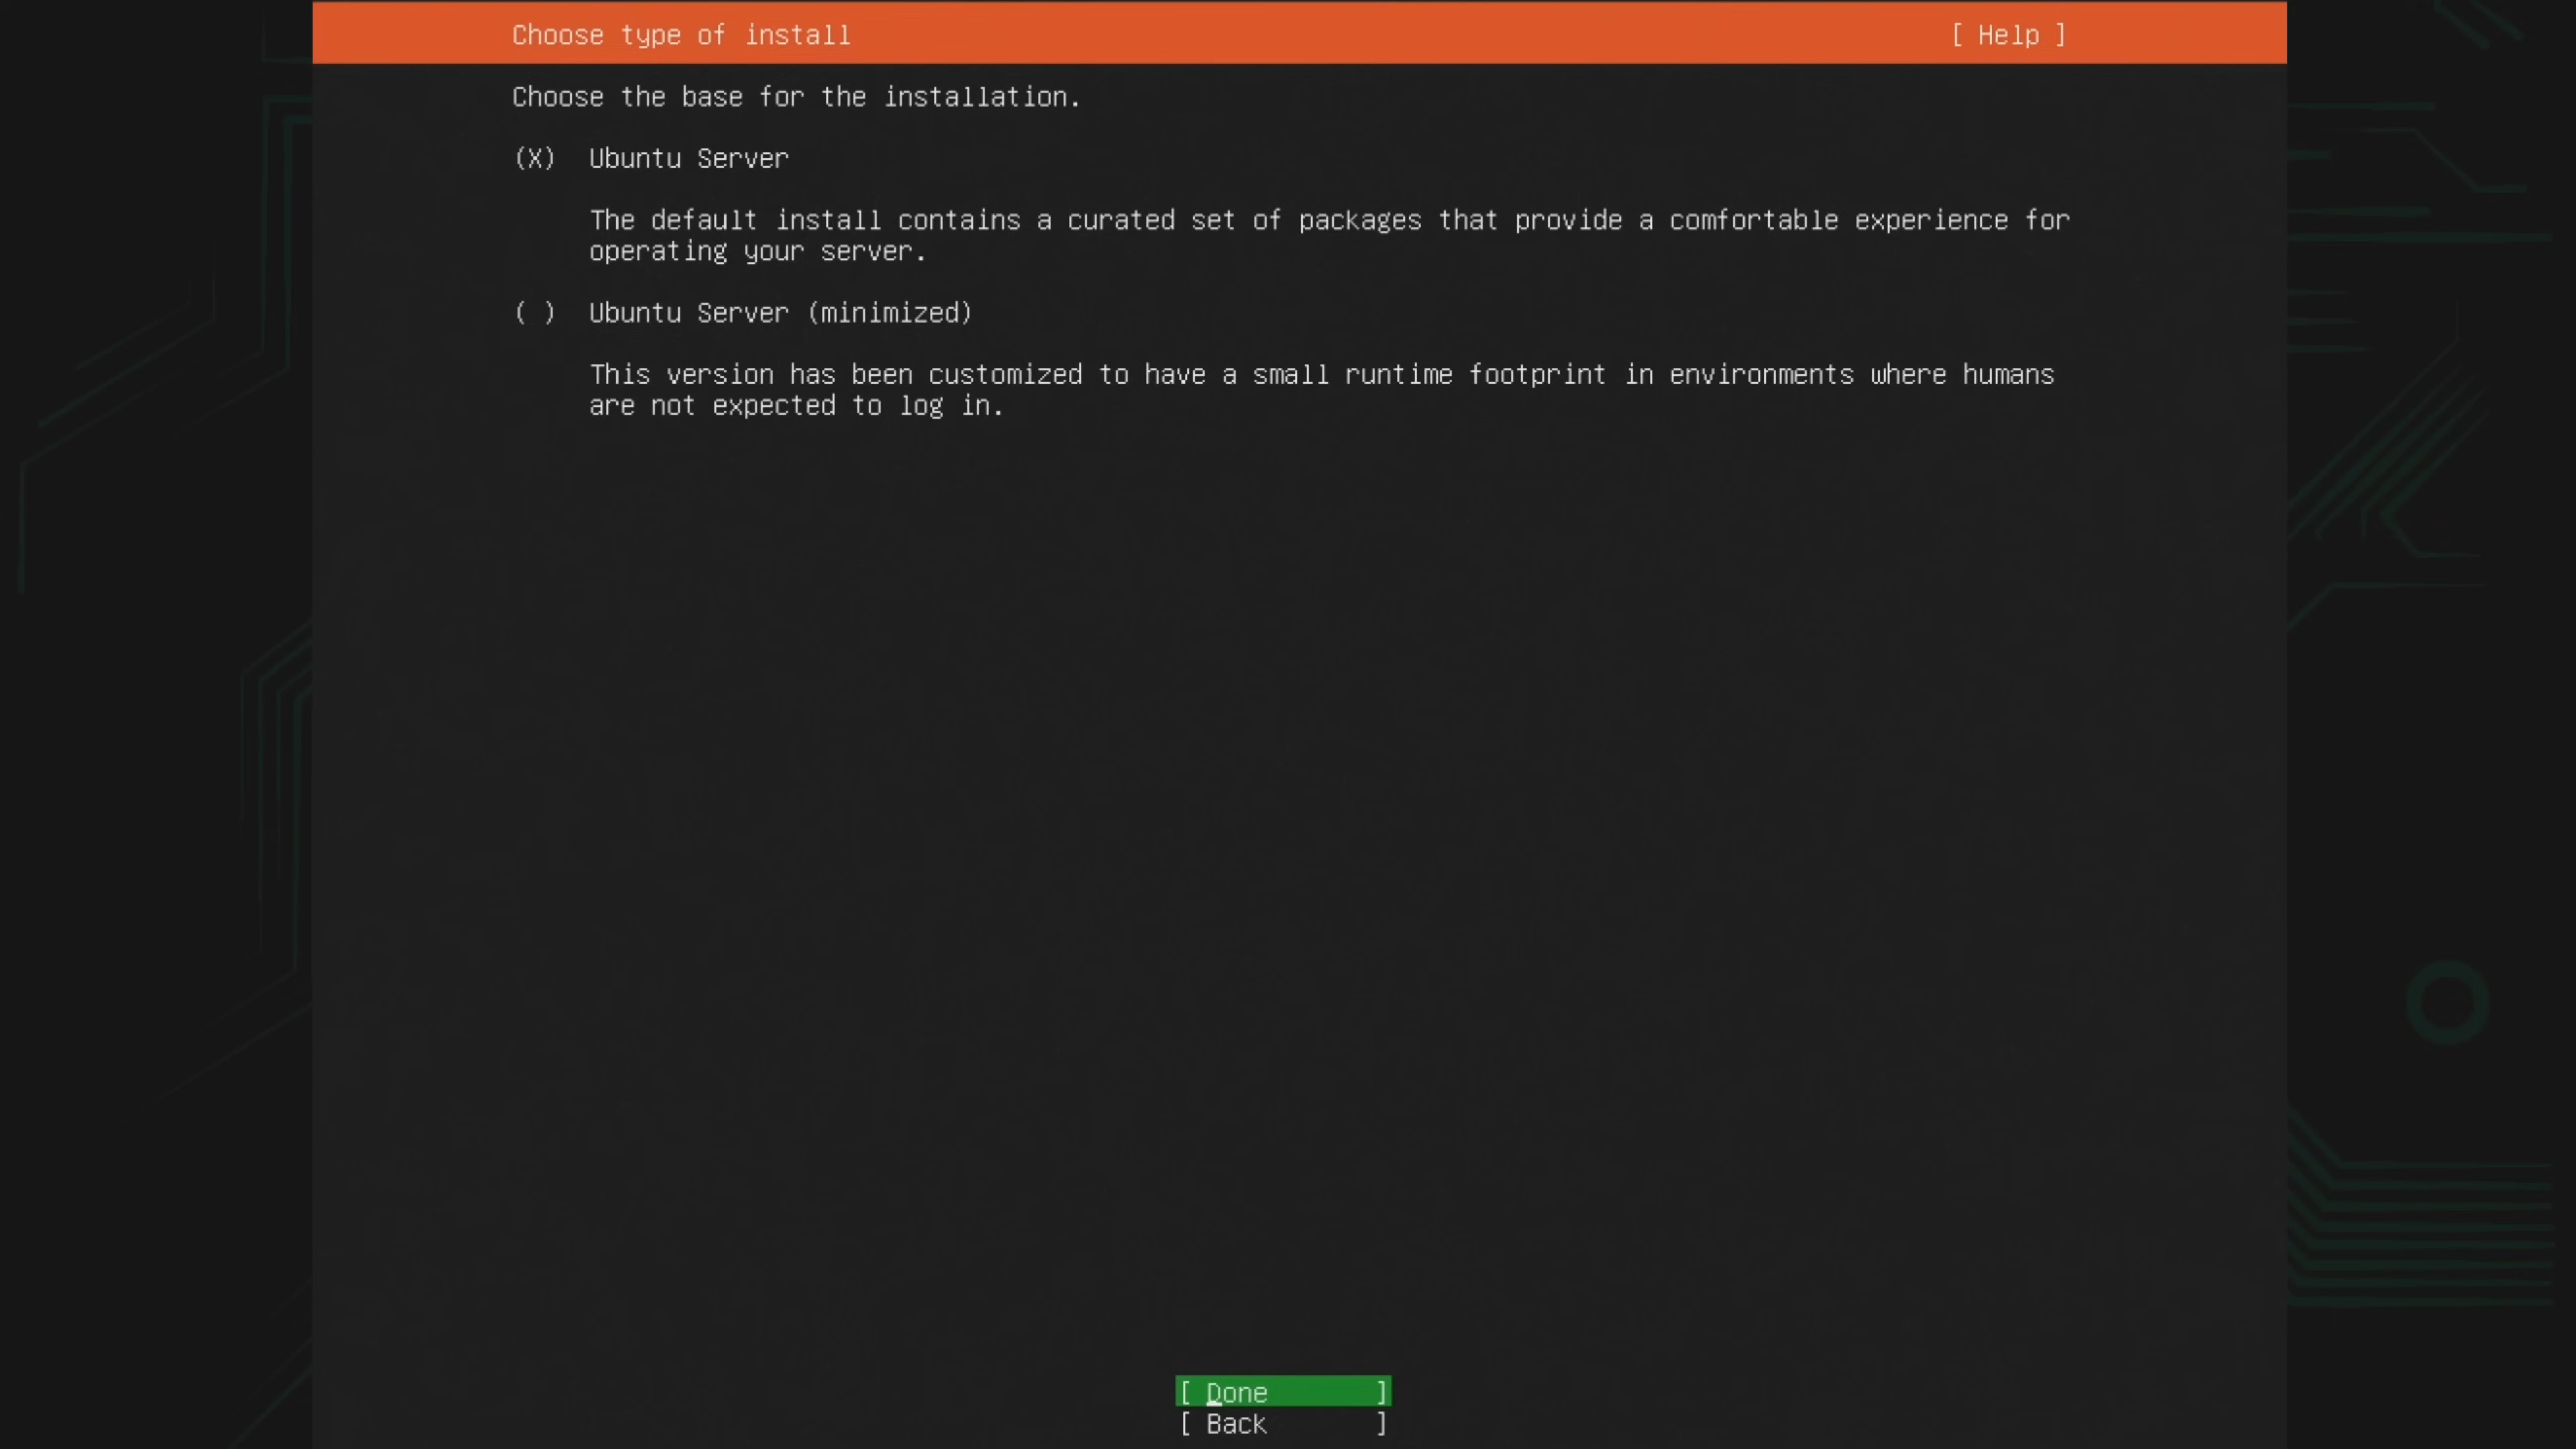 Choose type of install [ Help ]
Choose the base for the installation.
(X) Ubuntu Server
The default install contains a curated set of packages that provide a comfortable experience for
operating your server.
( ) Ubuntu Server (minimized)
This version has been customized to have a small runtime footprint in environments where humans
are not expected to log in.
[ Done ]
[ Back ]